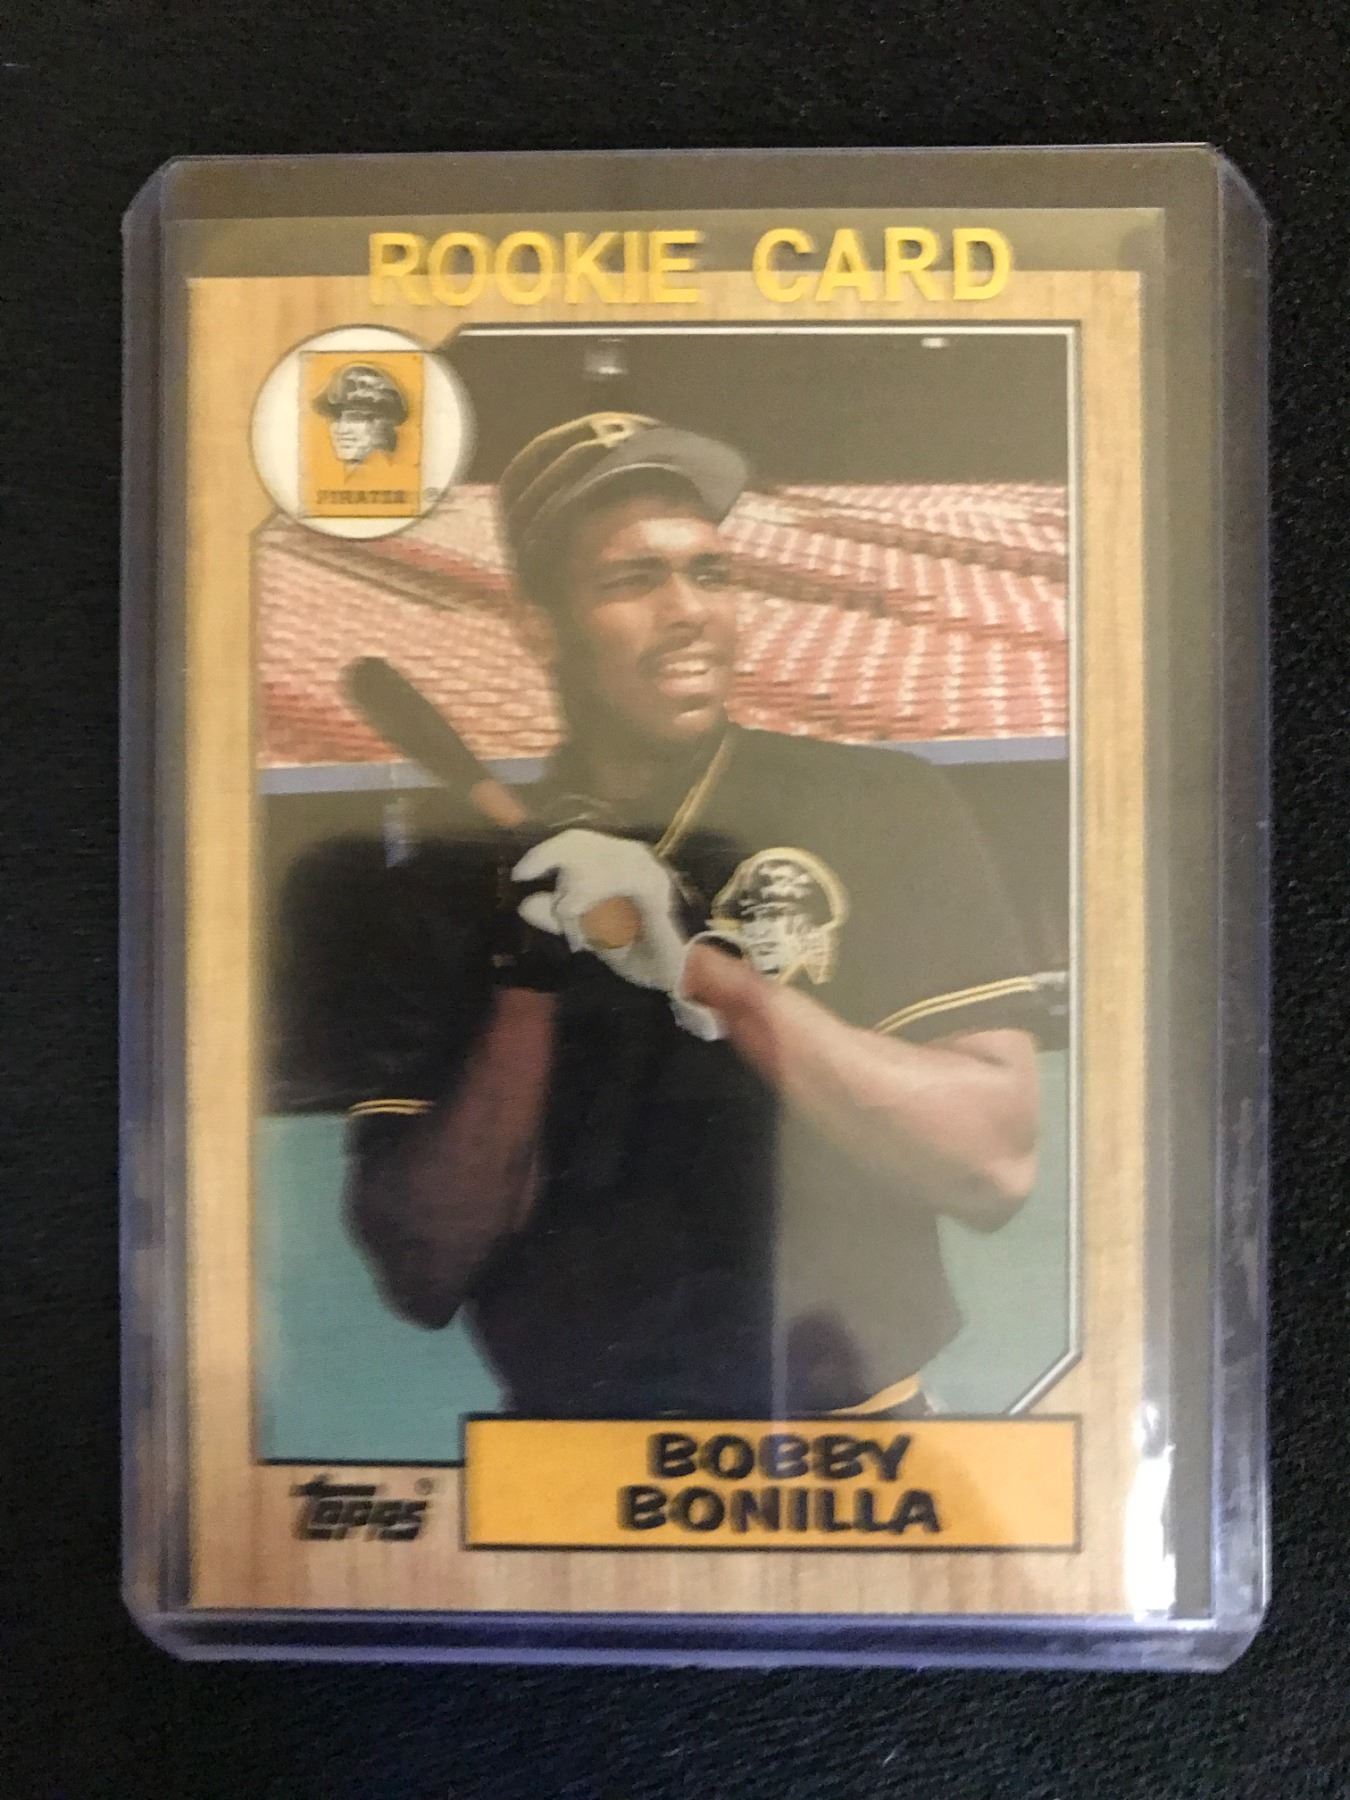 ROOKIE CARD
P
PIRATES ®
Topps ®
BOBBY
BONILLA